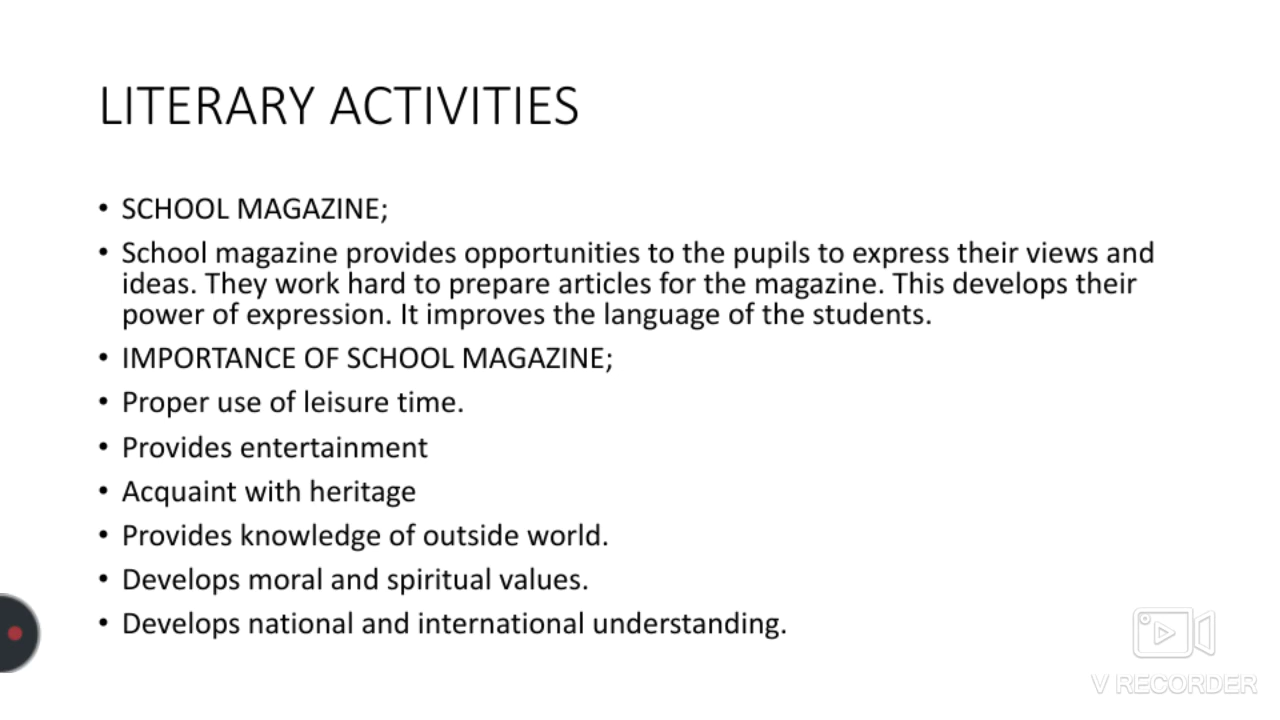 LITERARY ACTIVITIES
• SCHOOL MAGAZINE;
• School magazine provides opportunities to the pupils to express their views and
ideas. They work hard to prepare articles for the magazine. This develops their
power of expression. It improves the language of the students.
• IMPORTANCE OF SCHOOL MAGAZINE;
• Proper use of leisure time.
• Provides entertainment
• Acquaint with heritage
• Provides knowledge of outside world.
• Develops moral and spiritual values.
• Develops national and international understanding.
V RECORDER